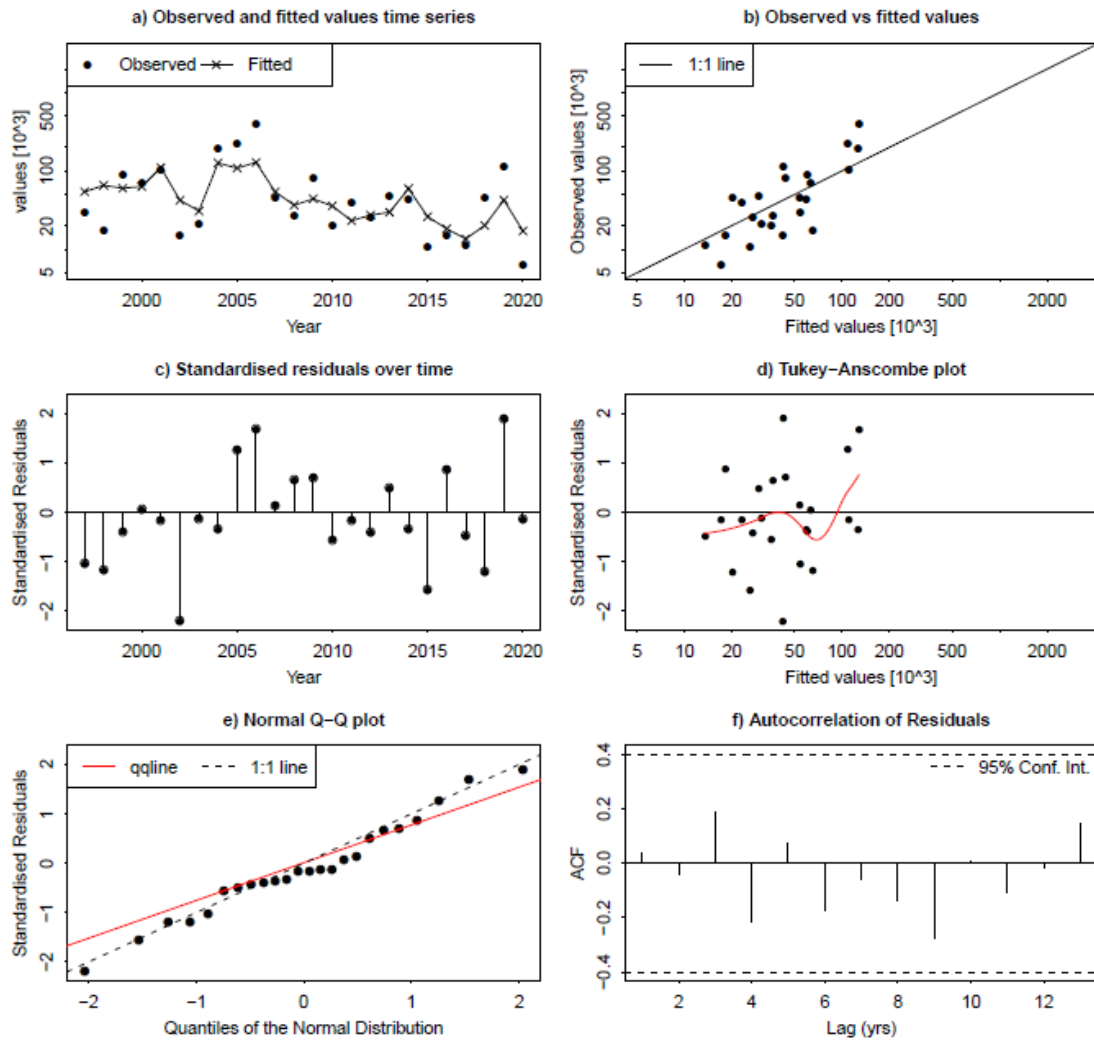 a) Observed and fitted values time series
Observed Fitted
values [10^3]
500
100
20
5
2000 2005 2010 2015 2020
Year
b) Observed vs fitted values
1:1 line
Observed values [10^3]
500
100
20
5
5 10 20 50 100 200 500 2000
Fitted values [10^3]
c) Standardised residuals over time
Standardised Residuals
2
1
0
−1
−2
2000 2005 2010 2015 2020
Year
d) Tukey−Anscombe plot
Standardised Residuals
2
1
0
−1
−2
5 10 20 50 100 200 500 2000
Fitted values [10^3]
e) Normal Q−Q plot
qqline 1:1 line
Standardised Residuals
2
1
0
−1
−2
−2 −1 0 1 2
Quantiles of the Normal Distribution
f) Autocorrelation of Residuals
95% Conf. Int.
ACF
0.4
0.2
0.0
−0.2
−0.4
2 4 6 8 10 12
Lag (yrs)